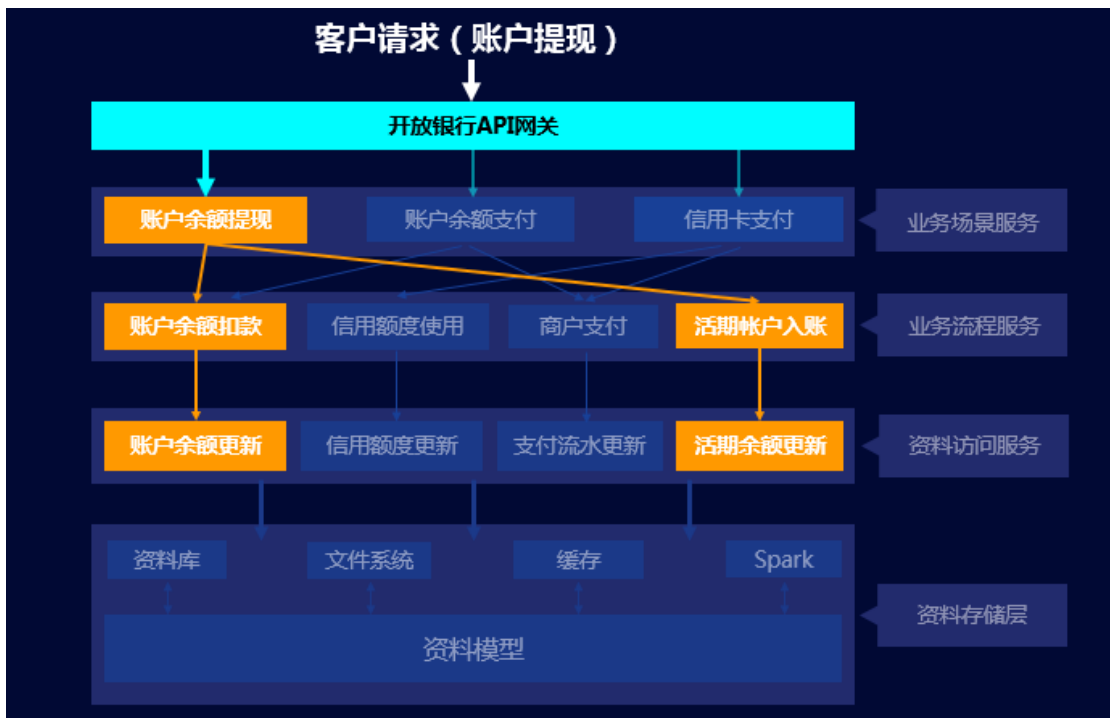 客户请求（账户提现）
开放银行API网关
账户余额提现
账户余额支付
信用卡支付
业务场景服务
账户余额扣款
信用额度使用
商户支付
活期帐户入账
业务流程服务
账户余额更新
信用额度更新
支付流水更新
活期余额更新
资料访问服务
资料库
文件系统
缓存
Spark
资料模型
资料存储层